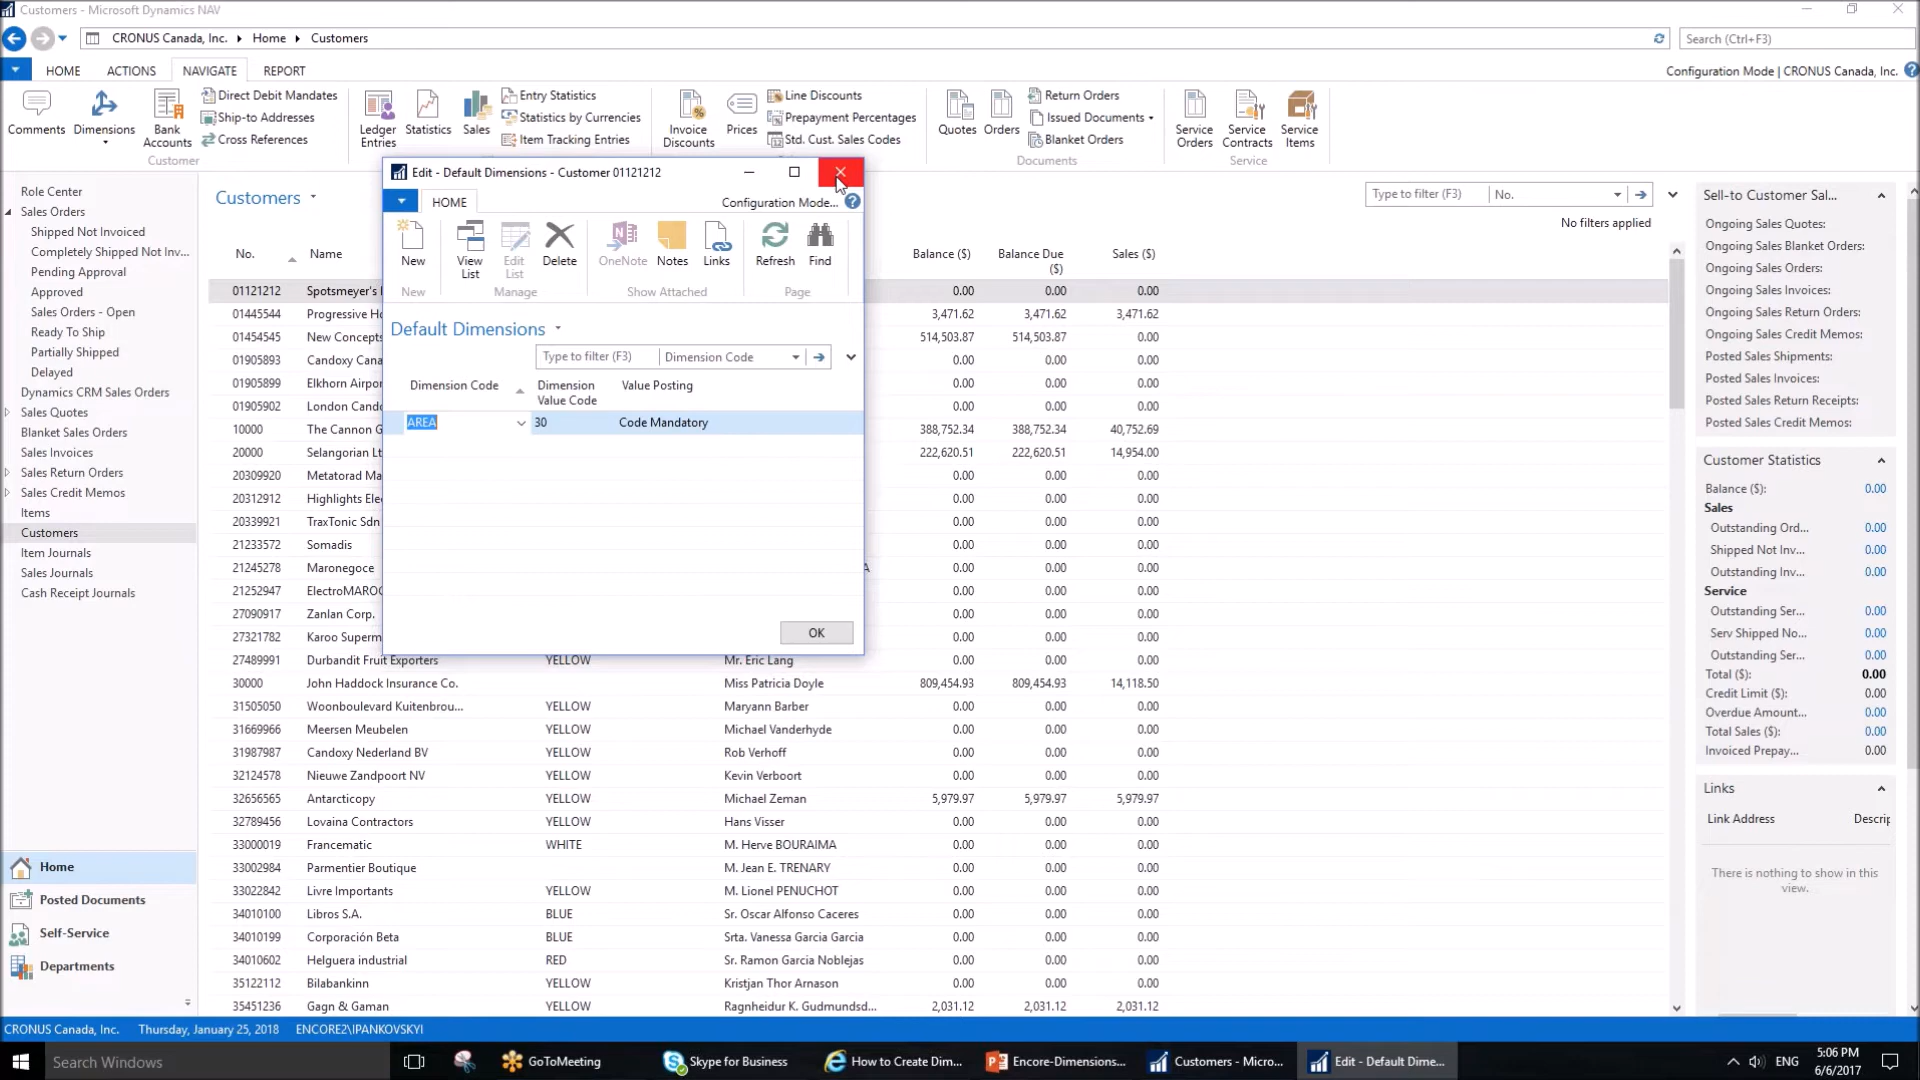 Customers - Microsoft Dynamics NAV
CRONUS Canada, Inc. Home Customers
Search (Ctrl+F3)
HOME ACTIONS NAVIGATE REPORT
Configuration Mode | CRONUS Canada, Inc.
Comments
Dimensions
Bank Accounts
Direct Debit Mandates
Ship-to Addresses
Cross References
Customer
Ledger Entries
Statistics
Sales
Entry Statistics
Statistics by Currencies
Item Tracking Entries
Invoice Discounts
Prices
Line Discounts
Prepayment Percentages
Std. Cust. Sales Codes
Quotes
Orders
Return Orders
Issued Documents
Blanket Orders
Documents
Service Orders
Service Contracts
Service Items
Service
Role Center
Sales Orders
Shipped Not Invoiced
Completely Shipped Not Inv...
Pending Approval
Approved
Sales Orders - Open
Ready To Ship
Partially Shipped
Delayed
Dynamics CRM Sales Orders
Sales Quotes
Blanket Sales Orders
Sales Invoices
Sales Return Orders
Sales Credit Memos
Items
Customers
Item Journals
Sales Journals
Cash Receipt Journals
Home
Posted Documents
Self-Service
Departments
Customers
Type to filter (F3) No.
No filters applied
No. Name Balance ($) Balance Due ($) Sales ($)
01121212 Spotsmeyer's 0.00 0.00 0.00
01445544 Progressive Ho 3,471.62 3,471.62 3,471.62
01454545 New Concepts 514,503.87 514,503.87 0.00
01905893 Candoxy Cana 0.00 0.00 0.00
01905899 Elkhorn Airpor 0.00 0.00 0.00
01905902 London Cando 0.00 0.00 0.00
10000 The Cannon G 388,752.34 388,752.34 40,752.69
20000 Selangorian Lt 222,620.51 222,620.51 14,954.00
20309920 Metatorad Ma 0.00 0.00 0.00
20312912 Highlights Ele 0.00 0.00 0.00
20339921 TraxTonic Sdn 0.00 0.00 0.00
21233572 Somadis 0.00 0.00 0.00
21245278 Maronegoce A 0.00 0.00 0.00
21252947 ElectroMAROC 0.00 0.00 0.00
27090917 Zanlan Corp. 0.00 0.00 0.00
27321782 Karoo Superm 0.00 0.00 0.00
27489991 Durbandit Fruit Exporters YELLOW Mr. Eric Lang 0.00 0.00 0.00
30000 John Haddock Insurance Co. Miss Patricia Doyle 809,454.93 809,454.93 14,118.50
31505050 Woonboulevard Kuitenbrou... YELLOW Maryann Barber 0.00 0.00 0.00
31669966 Meersen Meubelen YELLOW Michael Vanderhyde 0.00 0.00 0.00
31987987 Candoxy Nederland BV YELLOW Rob Verhoff 0.00 0.00 0.00
32124578 Nieuwe Zandpoort NV YELLOW Kevin Verboort 0.00 0.00 0.00
32656565 Antarcticopy YELLOW Michael Zeman 5,979.97 5,979.97 5,979.97
32789456 Lovaina Contractors YELLOW Hans Visser 0.00 0.00 0.00
33000019 Francematic WHITE M. Herve BOURAIMA 0.00 0.00 0.00
33002984 Parmentier Boutique M. Jean E. TRENARY 0.00 0.00 0.00
33022842 Livre Importants YELLOW M. Lionel PENUCHOT 0.00 0.00 0.00
34010100 Libros S.A. BLUE Sr. Oscar Alfonso Caceres 0.00 0.00 0.00
34010199 Corporación Beta BLUE Srta. Vanessa Garcia Garcia 0.00 0.00 0.00
34010602 Helguera industrial RED Sr. Ramon Garcia Noblejas 0.00 0.00 0.00
35122112 Bilabankinn YELLOW Kristjan Thor Arnason 0.00 0.00 0.00
35451236 Gagn & Gaman YELLOW Ragnheidur K. Gudmundsd... 2,031.12 2,031.12 2,031.12
Edit - Default Dimensions - Customer 01121212
HOME Configuration Mode...
New
View List
Edit List
Delete
OneNote
Notes
Links
Refresh
Find
New Manage Show Attached Page
Default Dimensions
Type to filter (F3) Dimension Code
Dimension Code Dimension Value Code Value Posting
AREA 30 Code Mandatory
OK
Sell-to Customer Sal...
Ongoing Sales Quotes:
Ongoing Sales Blanket Orders:
Ongoing Sales Orders:
Ongoing Sales Invoices:
Ongoing Sales Return Orders:
Ongoing Sales Credit Memos:
Posted Sales Shipments:
Posted Sales Invoices:
Posted Sales Return Receipts:
Posted Sales Credit Memos:
Customer Statistics
Balance ($): 0.00
Sales
Outstanding Ord... 0.00
Shipped Not Inv... 0.00
Outstanding Inv... 0.00
Service
Outstanding Ser... 0.00
Serv Shipped No... 0.00
Outstanding Ser... 0.00
Total ($): 0.00
Credit Limit ($): 0.00
Overdue Amount... 0.00
Total Sales ($): 0.00
Invoiced Prepay... 0.00
Links
Link Address Descrip
There is nothing to show in this
view.
CRONUS Canada, Inc. Thursday, January 25, 2018 ENCORE2\IPANKOVSKYI
Search Windows
GoToMeeting
Skype for Business
How to Create Dim...
Encore-Dimensions...
Customers - Micro...
Edit - Default Dime...
ENG
5:06 PM
6/6/2017